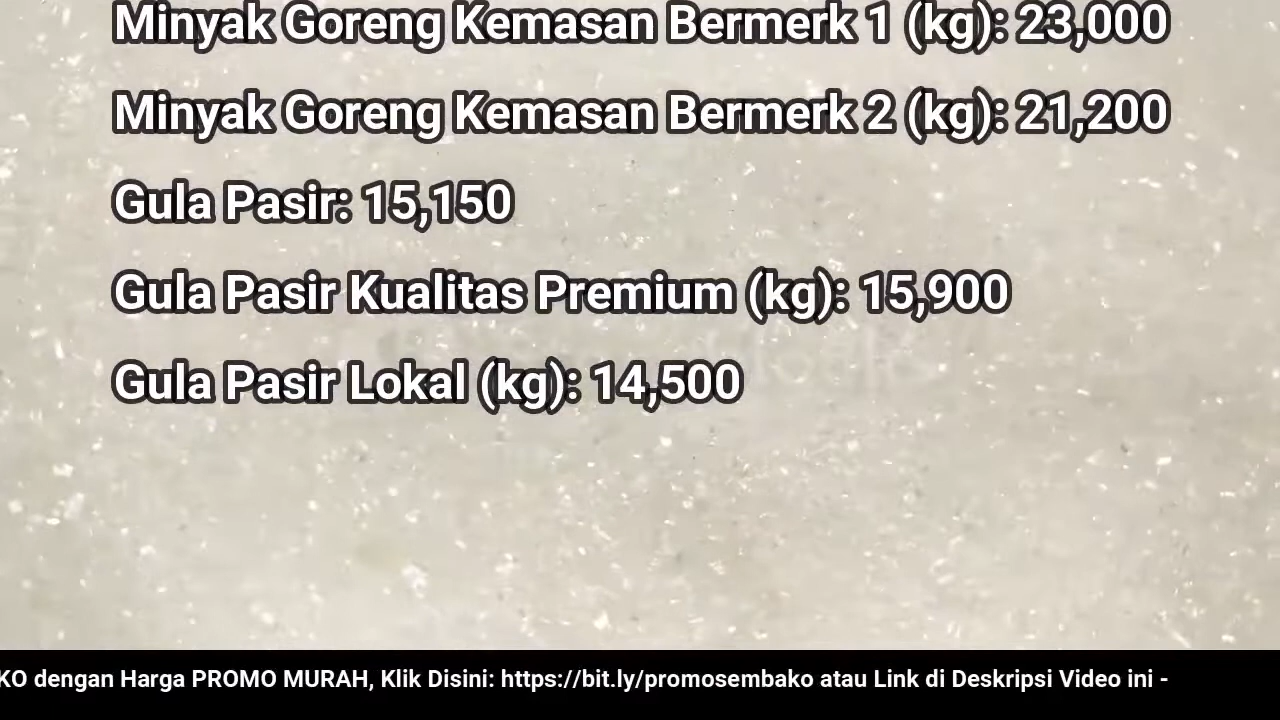 Minyak Goreng Kemasan Bermerk 1 (kg): 23,000
Minyak Goreng Kemasan Bermerk 2 (kg): 21,200
Gula Pasir: 15,150
Gula Pasir Kualitas Premium (kg): 15,900
Gula Pasir Lokal (kg): 14,500
KO dengan Harga PROMO MURAH, Klik Disini: https://bit.ly/promosembako atau Link di Deskripsi Video ini -